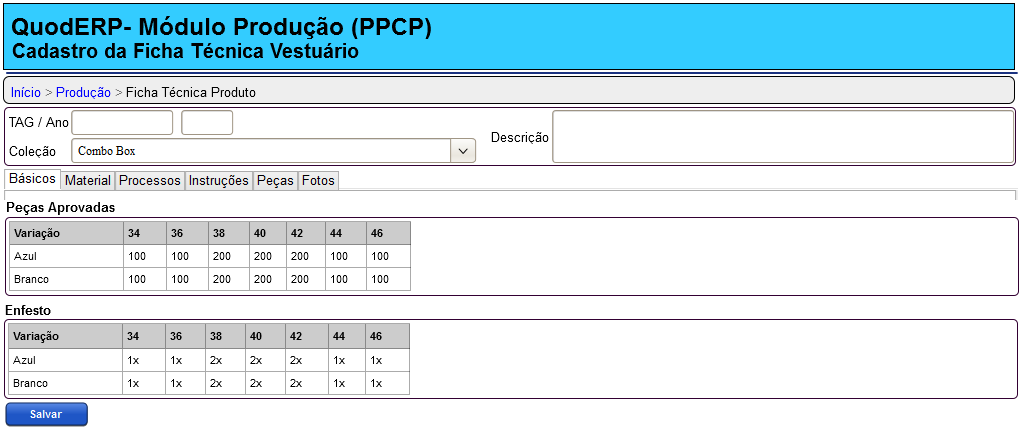 QuodERP- Módulo Produção (PPCP)
Cadastro da Ficha Técnica Vestuário
Início > Produção > Ficha Técnica Produto
TAG / Ano
Descrição
Coleção Combo Box
Básicos Material Processos Instruções Peças Fotos
Peças Aprovadas
Variação 34 36 38 40 42 44 46
Azul 100 100 200 200 200 100 100
Branco 100 100 200 200 200 100 100
Enfesto
Variação 34 36 38 40 42 44 46
Azul 1x 1x 2x 2x 2x 1x 1x
Branco 1x 1x 2x 2x 2x 1x 1x
Salvar